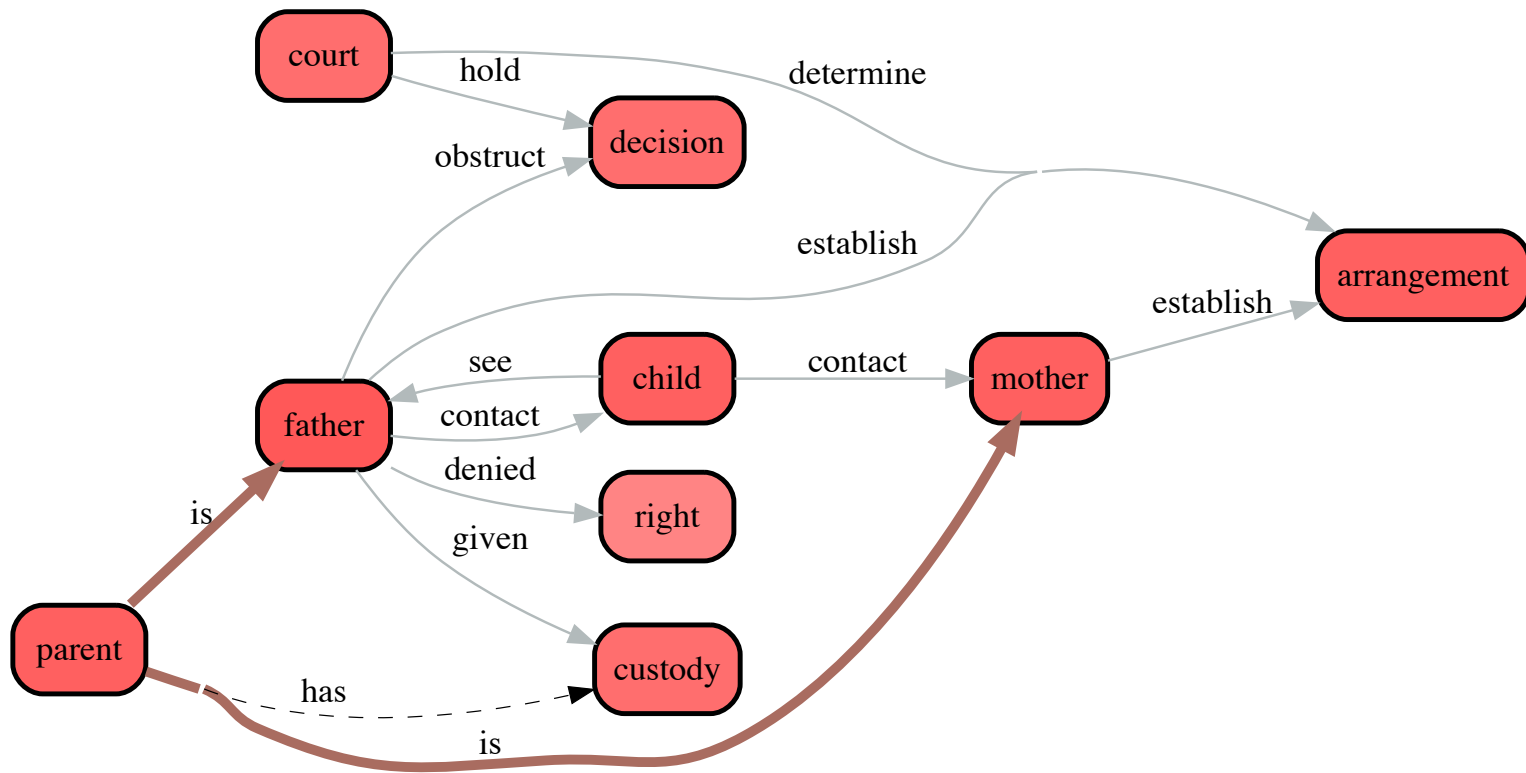 court
hold
determine
decision
obstruct
establish
arrangement
establish
see
child
contact
mother
father
contact
denied
right
is
given
parent
custody
has
is